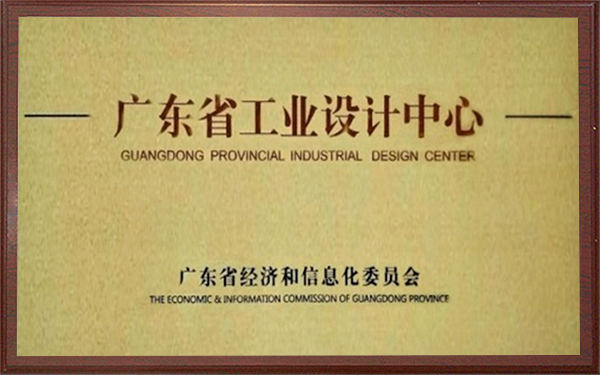 广东省工业设计中心
GUANGDONG PROVINCIAL INDUSTRIAL DESIGN CENTER
广东省经济和信息化委员会
THE ECONOMIC & INFORMATION COMMISSION OF GUANGDONG PROVINCE